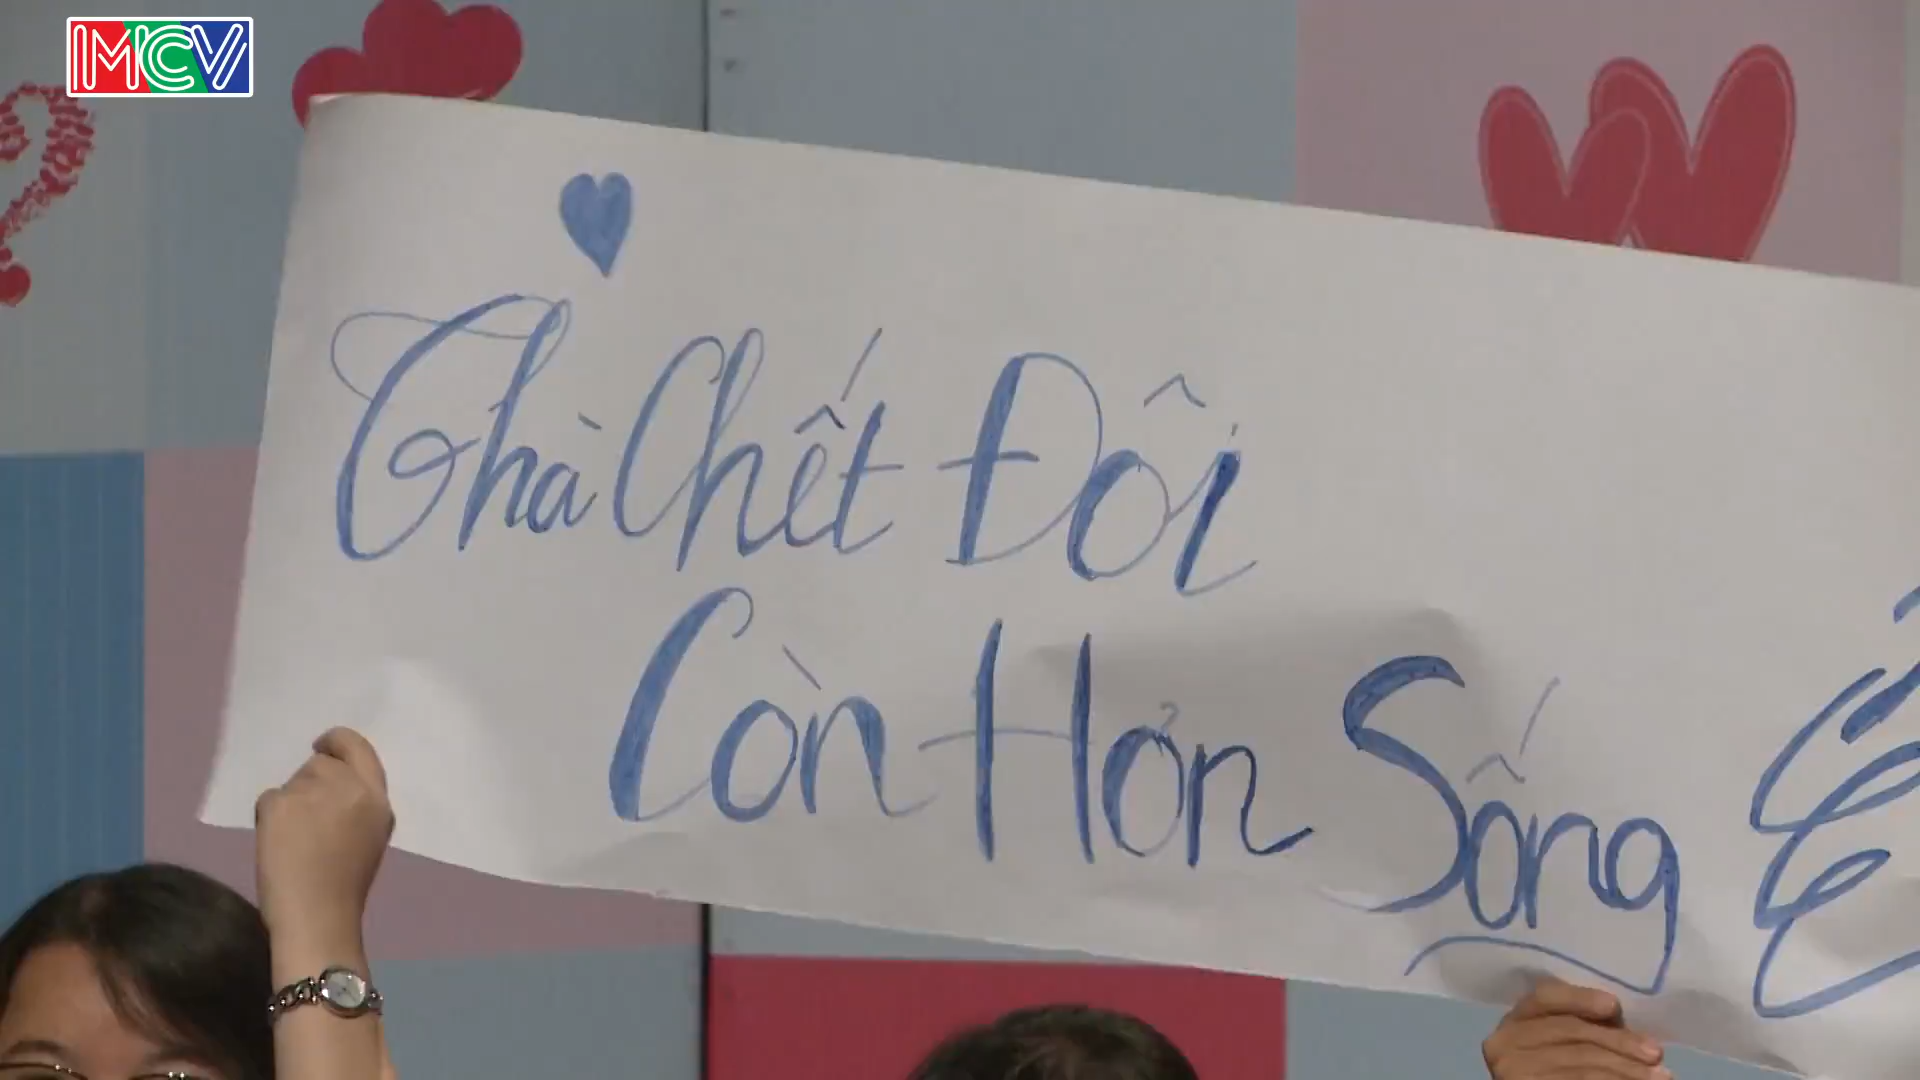 MCV
Thà Chết Đôi
Còn Hơn Sống